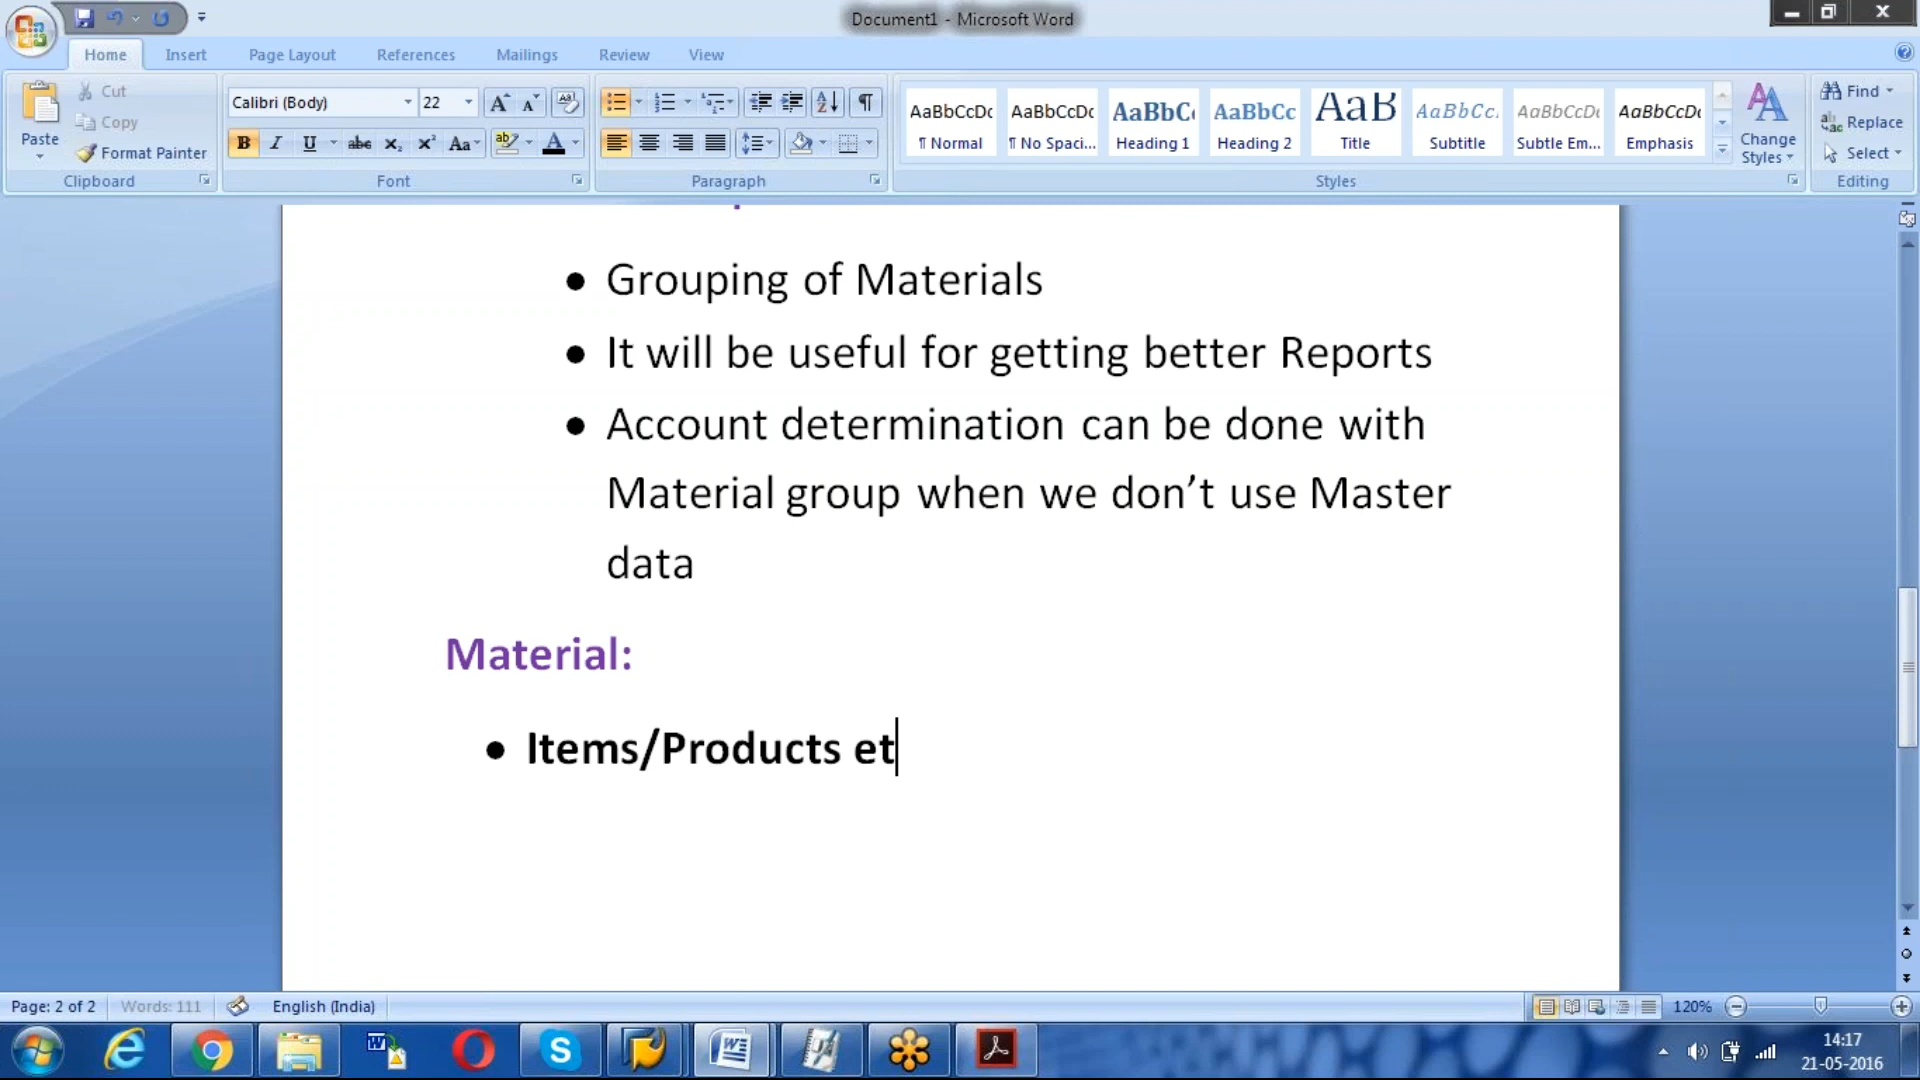 Document1 - Microsoft Word
Home Insert Page Layout References Mailings Review View
Paste
Cut
Copy
Format Painter
Clipboard
Calibri (Body) 22
B I U abc
Font
Paragraph
AaBbCcDc AaBbCcDc AaBbC AaBbCc AaB AaBbCc. AaBbCcDc AaBbCcDc
¶ Normal ¶ No Spaci... Heading 1 Heading 2 Title Subtitle Subtle Em... Emphasis
Styles
Change Styles
Find
Replace
Select
Editing
• Grouping of Materials
• It will be useful for getting better Reports
• Account determination can be done with
Material group when we don’t use Master
data
Material:
• Items/Products et
Page: 2 of 2 Words: 111 English (India) 120%
14:17
21-05-2016